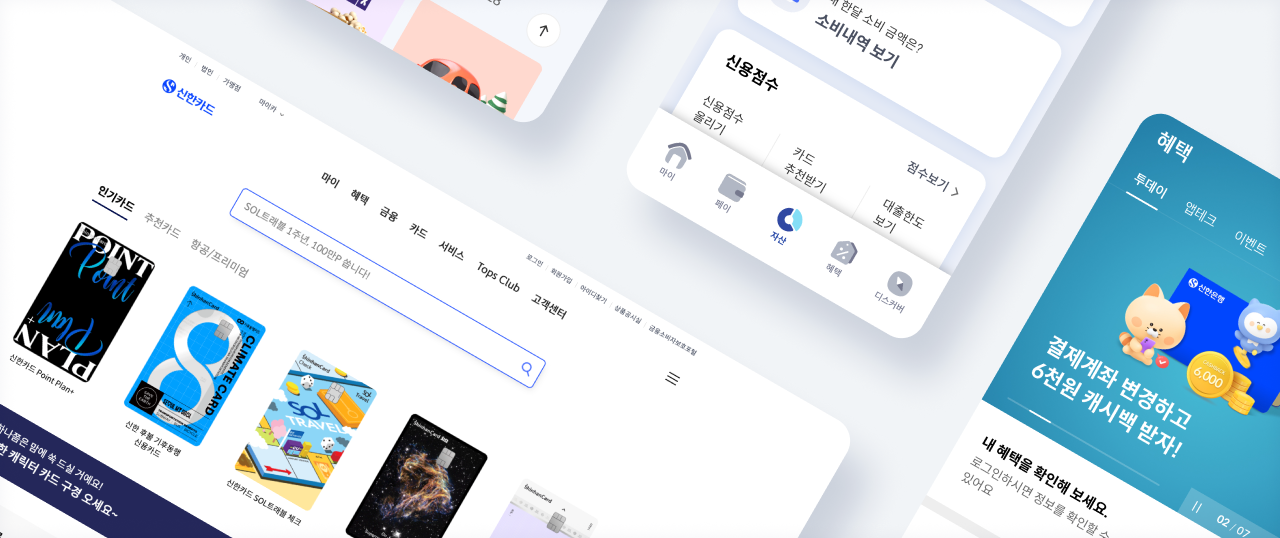 개인
법인
가맹점
마이카
신한카드
마이
혜택
금융
카드
서비스
Tops Club
고객센터
로그인
회원가입
아이디찾기
상품공시실
금융소비자보호포털
SOL트래블 1주년, 100만P 쏩니다!
인기카드
추천카드
항공/프리미엄
POINT
Point
Plan
PLAN+
신한카드 Point Plan+
ShinhanCard
CLIMATE CARD
신한 후불 기후동행
신용카드
ShinhanCard
Check
SOL
Travel
SOL
TRAVEL
신한카드 SOL트래블 체크
ShinhanCard
ShinhanCard
맘에 쏙 드실 거예요!
캐릭터 카드 구경 오세요~
한달 소비 금액은?
소비내역 보기
신용점수
점수보기
신용점수
올리기
카드
추천받기
대출한도
보기
마이
페이
자산
혜택
디스커버
혜택
투데이
앱테크
이벤트
신한은행
6,000
결제계좌 변경하고
6천원 캐시백 받자!
02 / 07
내 혜택을 확인해 보세요.
로그인하시면 정보를 확인할 수
있어요